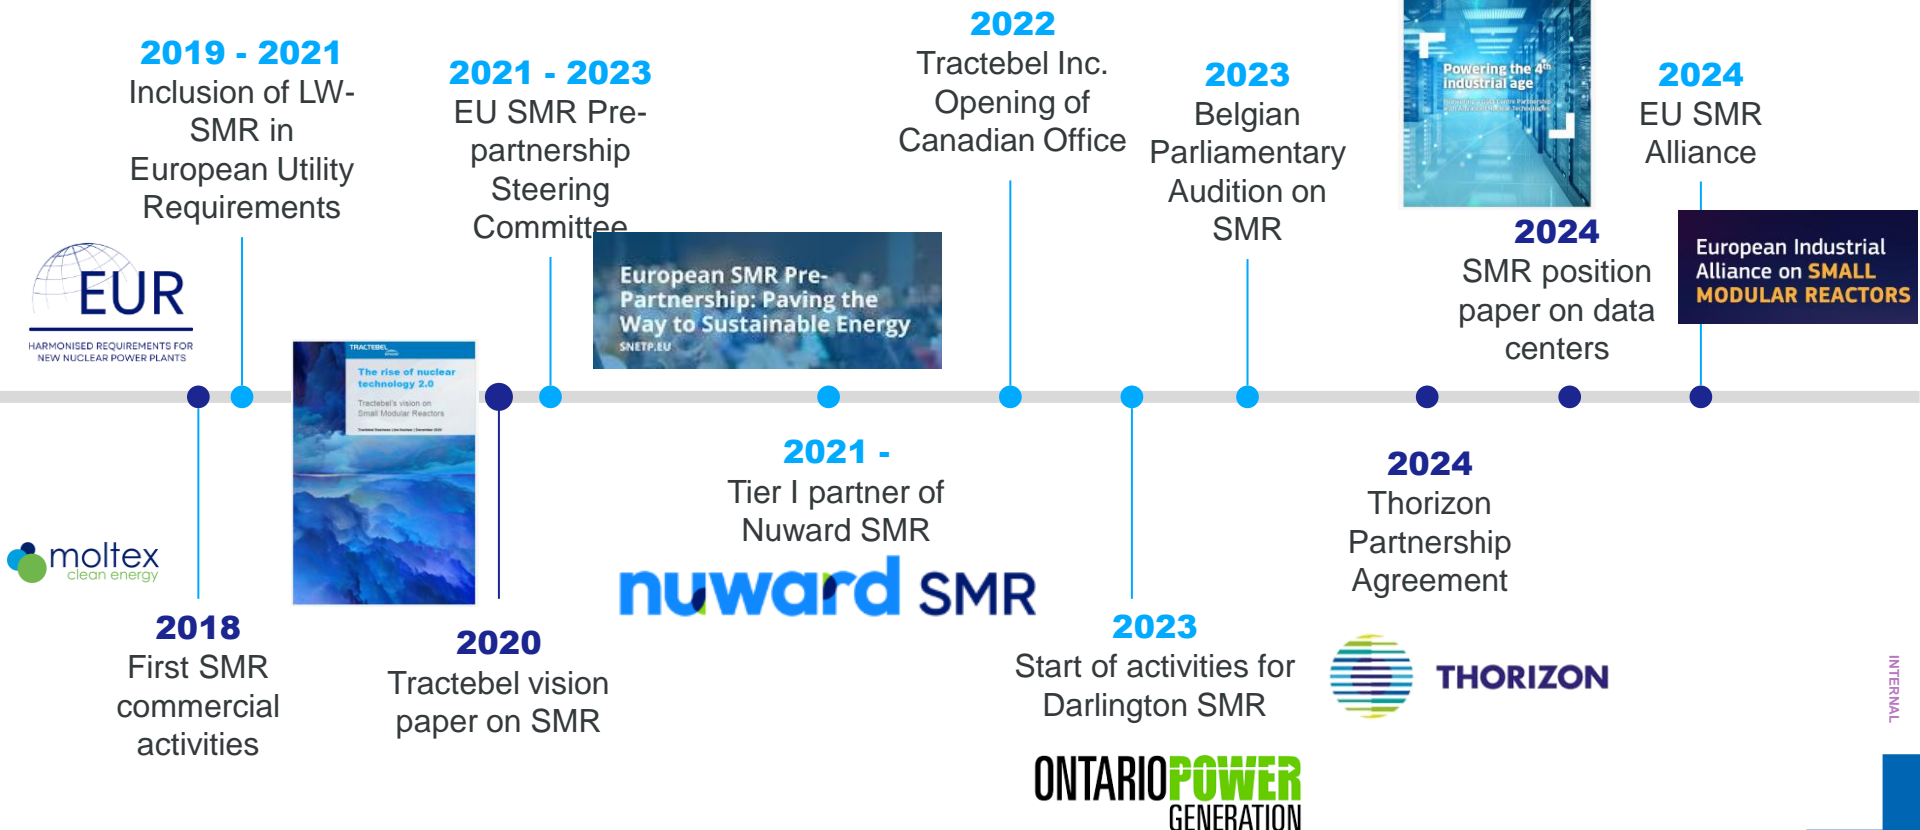 2019 - 2021
Inclusion of LW-
SMR in
European Utility
Requirements
EUR
HARMONISED REQUIREMENTS FOR
NEW NUCLEAR POWER PLANTS
moltex
clean energy
2018
First SMR
commercial
activities
TRACTEBEL
The rise of nuclear
technology 2.0
Tractebel's vision on
Small Modular Reactors
2020
Tractebel vision
paper on SMR
2021 - 2023
EU SMR Pre-
partnership
Steering
Committee
European SMR Pre-
Partnership: Paving the
Way to Sustainable Energy
SNETP.EU
2021 -
Tier I partner of
Nuward SMR
nuward SMR
2022
Tractebel Inc.
Opening of
Canadian Office
2023
Start of activities for
Darlington SMR
ONTARIOPOWER
GENERATION
2023
Belgian
Parliamentary
Audition on
SMR
2024
Thorizon
Partnership
Agreement
THORIZON
Powering the 4th
industrial age
2024
SMR position
paper on data
centers
2024
EU SMR
Alliance
European Industrial
Alliance on SMALL
MODULAR REACTORS
INTERNAL